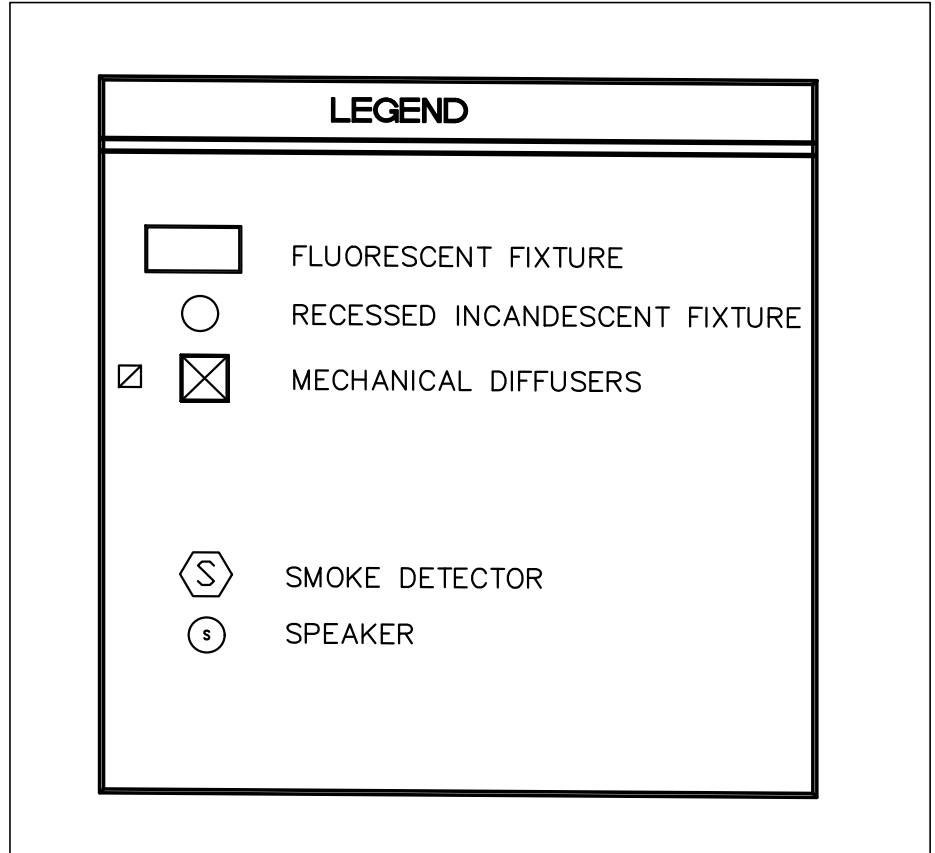 LEGEND
FLUORESCENT FIXTURE
RECESSED INCANDESCENT FIXTURE
MECHANICAL DIFFUSERS
S SMOKE DETECTOR
S SPEAKER